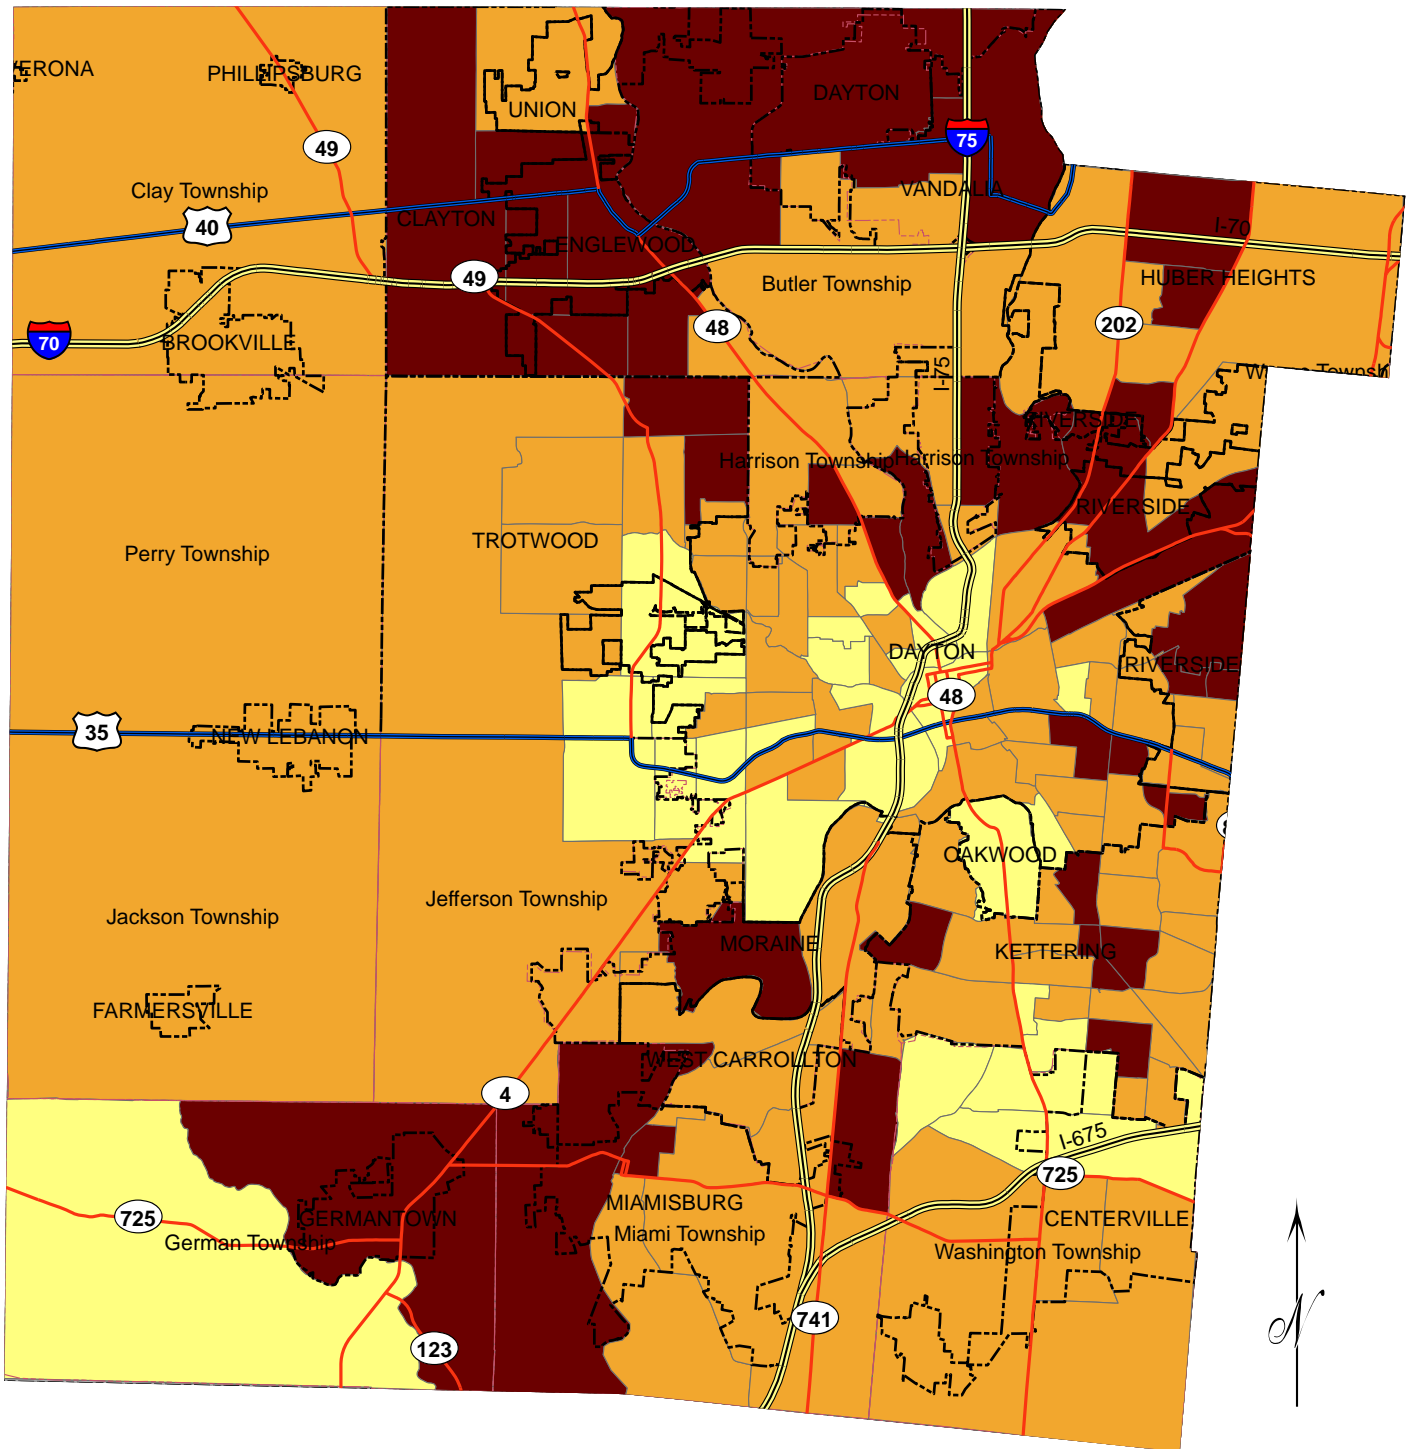 ERONA
PHILLIPSBURG
UNION
DAYTON
49
75
Clay Township
VANDALIA
40
CLAYTON
ENGLEWOOD
I-70
49
Butler Township
HUBER HEIGHTS
48
202
70
BROOKVILLE
I-75
RIVERSIDE
Harrison Township
Harrison Township
RIVERSIDE
TROTWOOD
Perry Township
DAYTON
RIVERSIDE
48
35
NEW LEBANON
OAKWOOD
Jefferson Township
Jackson Township
MORAINE
KETTERING
FARMERSVILLE
WEST CARROLLTON
4
I-675
725
MIAMISBURG
725
GERMANTOWN
CENTERVILLE
Miami Township
German Township
Washington Township
741
123
N